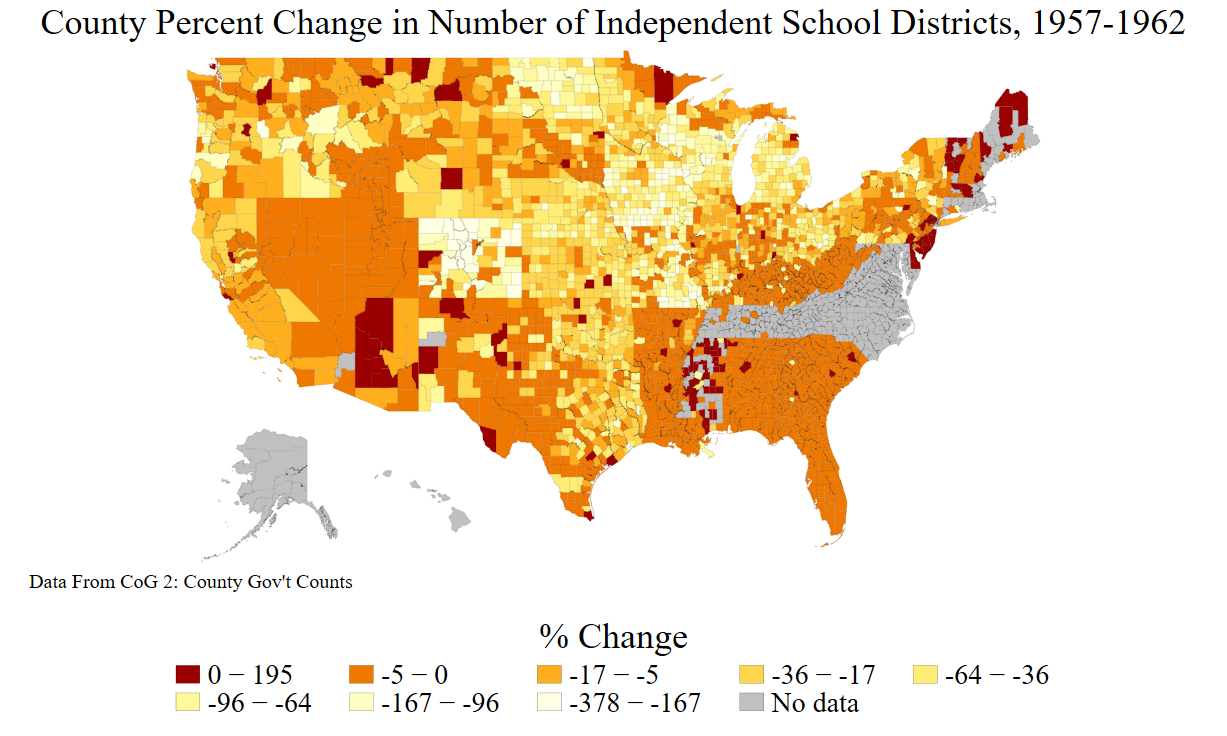 County Percent Change in Number of Independent School Districts, 1957-1962
Data From CoG 2: County Gov't Counts
% Change
0 − 195 -5 − 0 -17 − -5 -36 − -17 -64 − -36
-96 − -64 -167 − -96 -378 − -167 No data